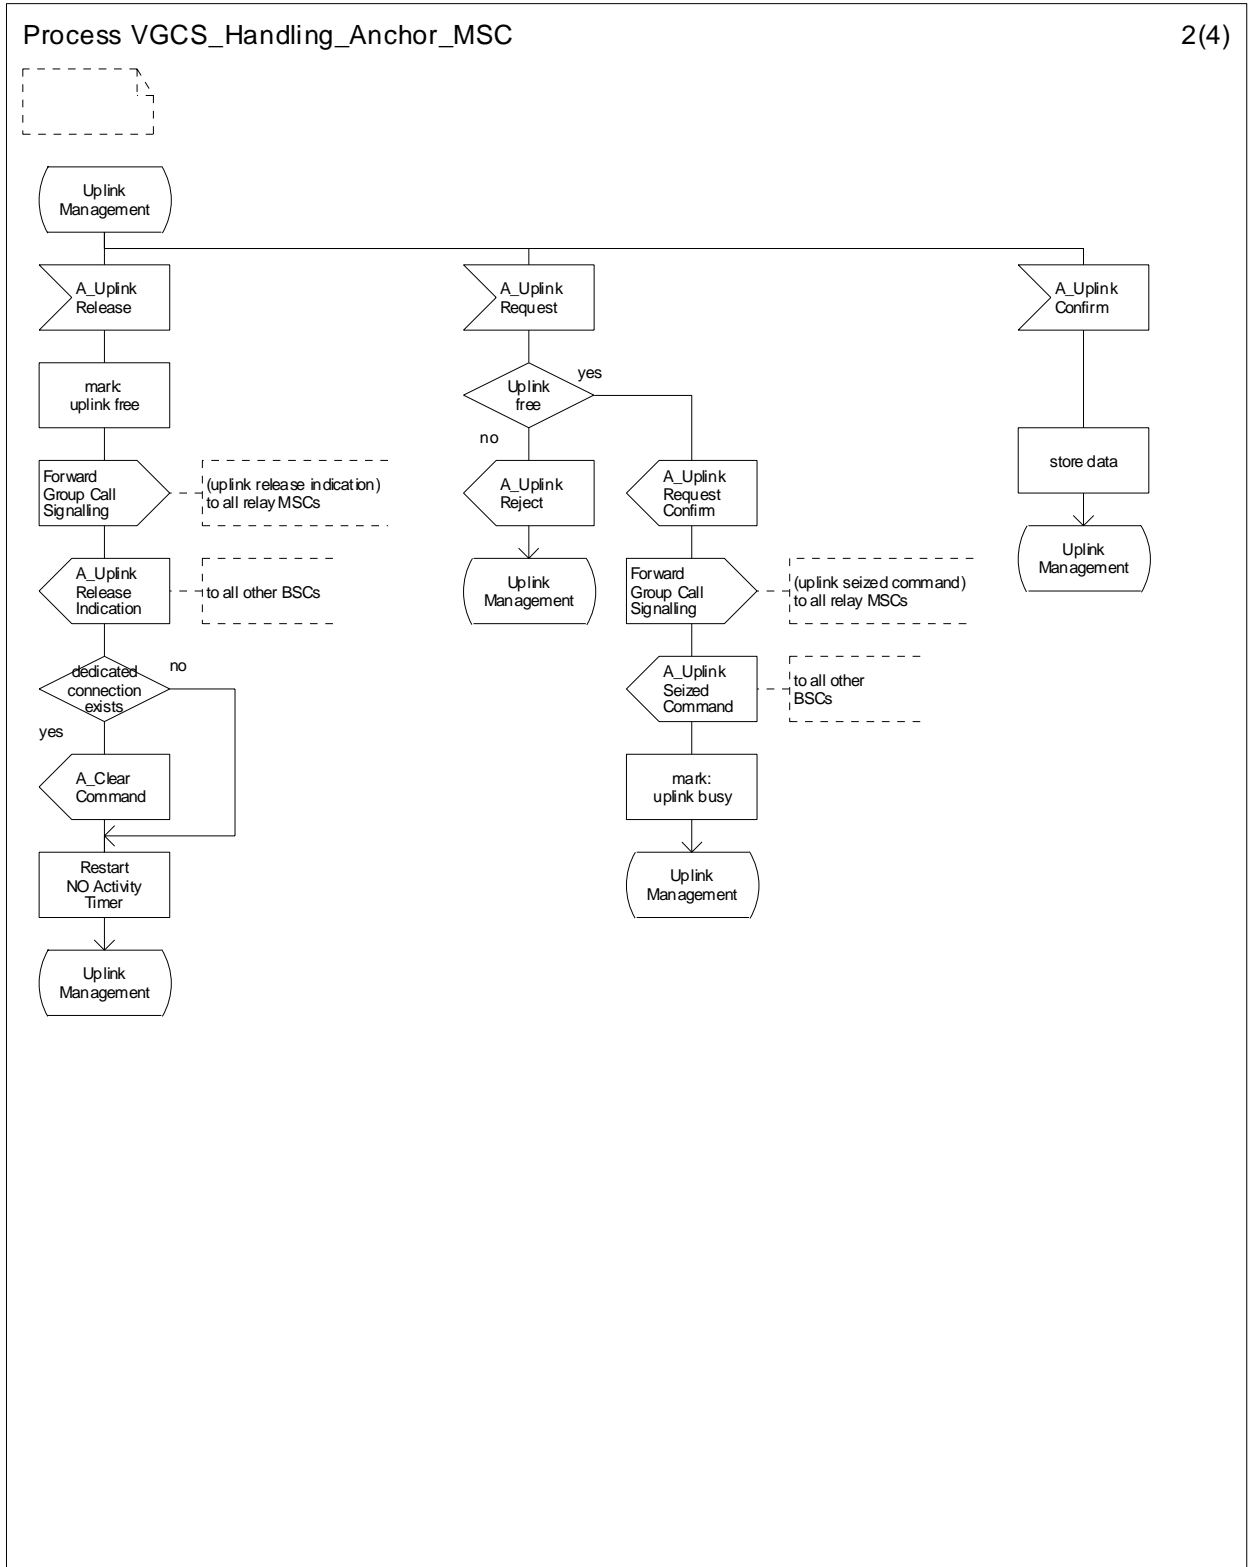 Process VGCS_Handling_Anchor_MSC
2(4)
Uplink
Management
A_Uplink
Release
mark:
uplink free
Forward
Group Call
Signalling
(uplink release indication)
to all relay MSCs
A_Uplink
Release
Indication
to all other BSCs
dedicated
connection
exists
no
yes
A_Clear
Command
Restart
NO Activity
Timer
Uplink
Management
A_Uplink
Request
Uplink
free
yes
no
A_Uplink
Reject
Uplink
Management
A_Uplink
Request
Confirm
Forward
Group Call
Signalling
(uplink seized command)
to all relay MSCs
A_Uplink
Seized
Command
to all other
BSCs
mark:
uplink busy
Uplink
Management
A_Uplink
Confirm
store data
Uplink
Management